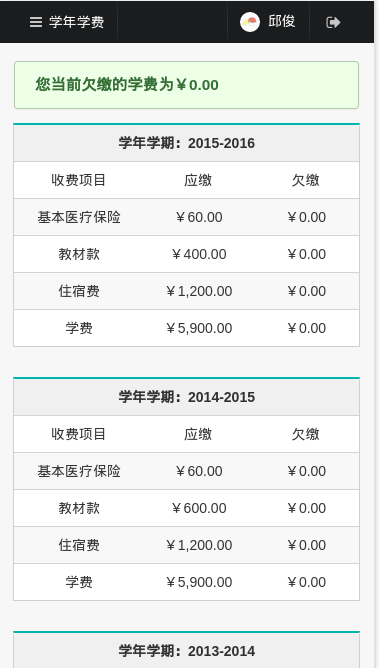 学年学费 邱俊
您当前欠缴的学费为￥0.00
学年学期：2015-2016
收费项目 应缴 欠缴
基本医疗保险 ￥60.00 ￥0.00
教材款 ￥400.00 ￥0.00
住宿费 ￥1,200.00 ￥0.00
学费 ￥5,900.00 ￥0.00
学年学期：2014-2015
收费项目 应缴 欠缴
基本医疗保险 ￥60.00 ￥0.00
教材款 ￥600.00 ￥0.00
住宿费 ￥1,200.00 ￥0.00
学费 ￥5,900.00 ￥0.00
学年学期：2013-2014